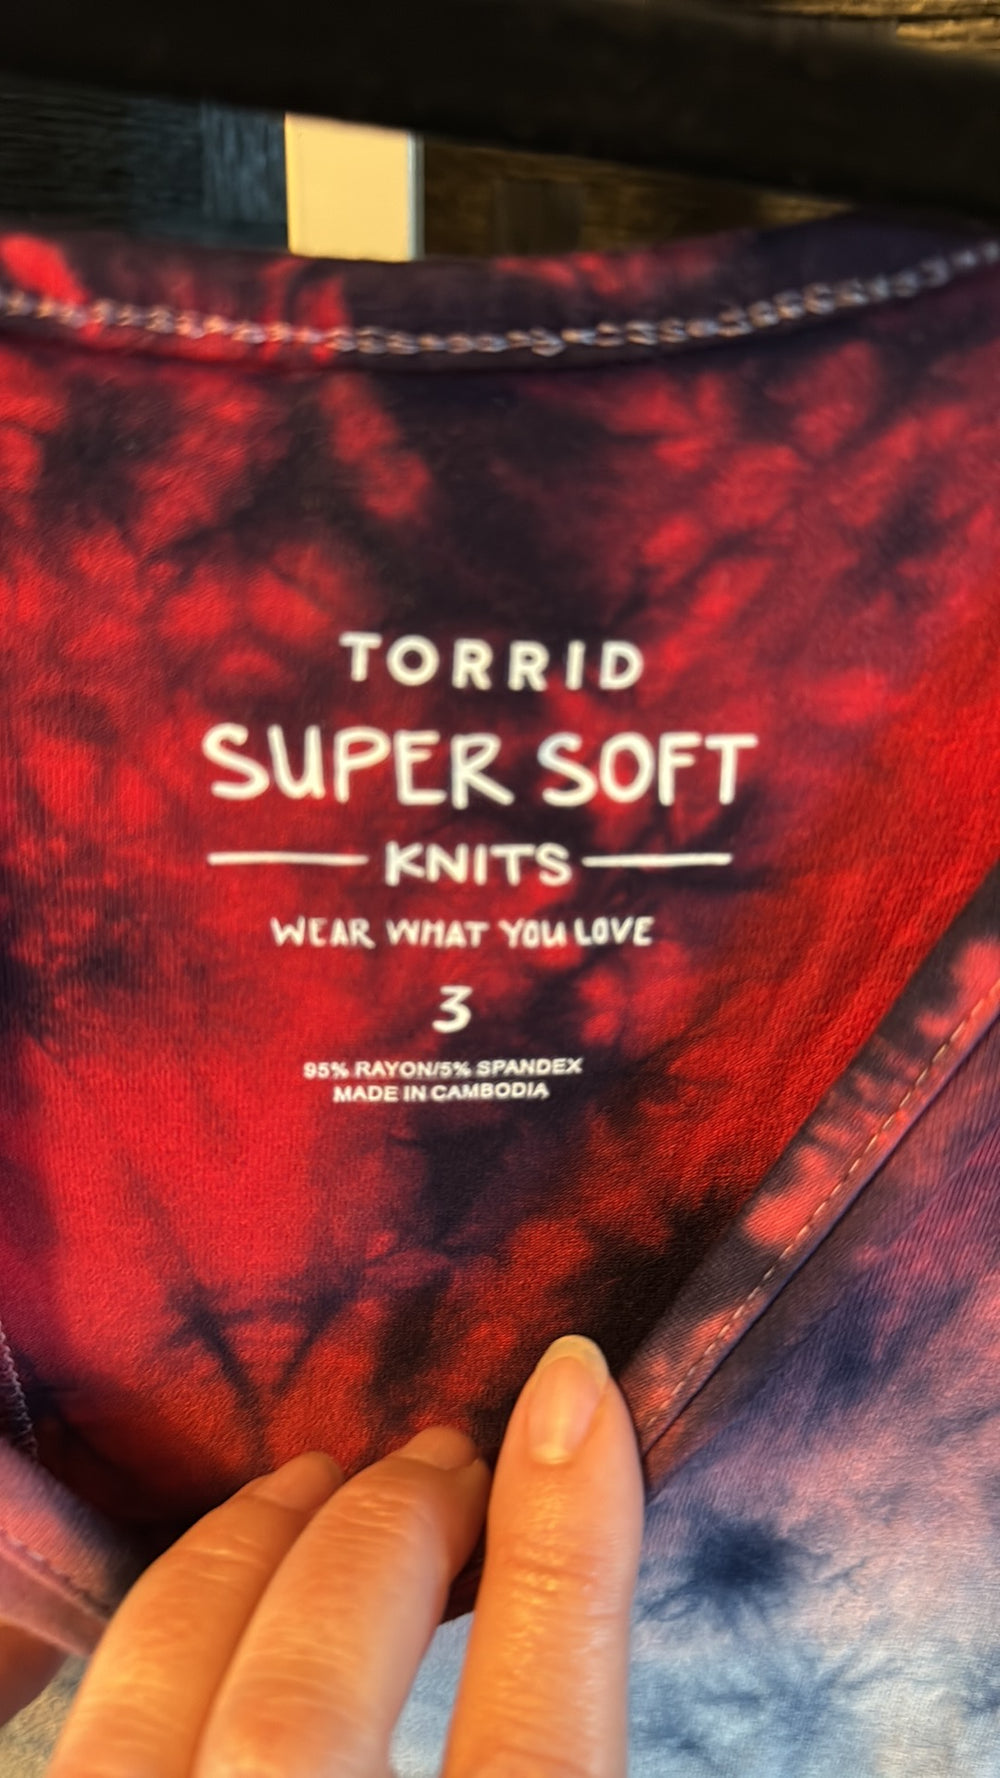 TORRID
SUPER SOFT
KNITS
WEAR WHAT YOU LOVE
3
95% RAYON/5% SPANDEX
MADE IN CAMBODIA